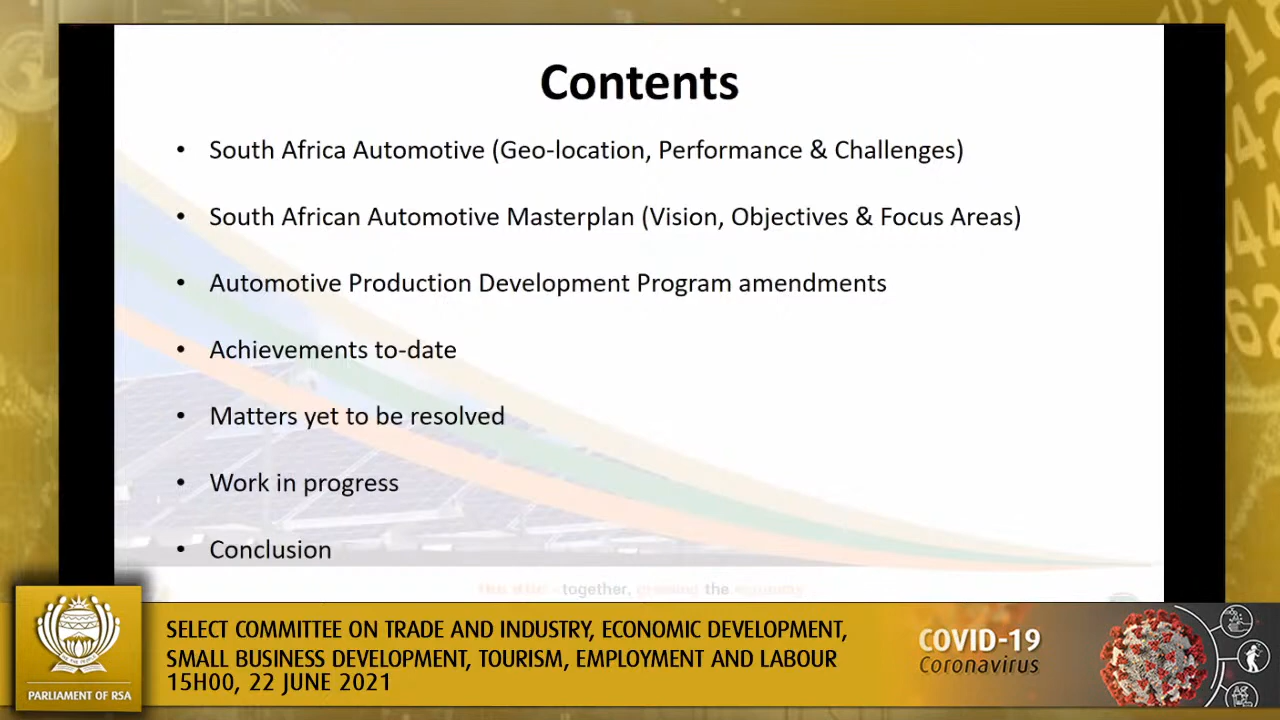 Contents
• South Africa Automotive (Geo-location, Performance & Challenges)
• South African Automotive Masterplan (Vision, Objectives & Focus Areas)
• Automotive Production Development Program amendments
• Achievements to-date
• Matters yet to be resolved
• Work in progress
• Conclusion
together, growing the economy
SELECT COMMITTEE ON TRADE AND INDUSTRY, ECONOMIC DEVELOPMENT,
SMALL BUSINESS DEVELOPMENT, TOURISM, EMPLOYMENT AND LABOUR
15H00, 22 JUNE 2021
PARLIAMENT OF RSA
COVID-19
Coronavirus